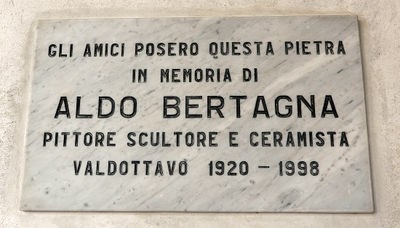 GLI AMICI POSERO QUESTA PIETRA
IN MEMORIA DI
ALDO BERTAGNA
PITTORE SCULTORE E CERAMISTA
VALDOTTAVO 1920 – 1998